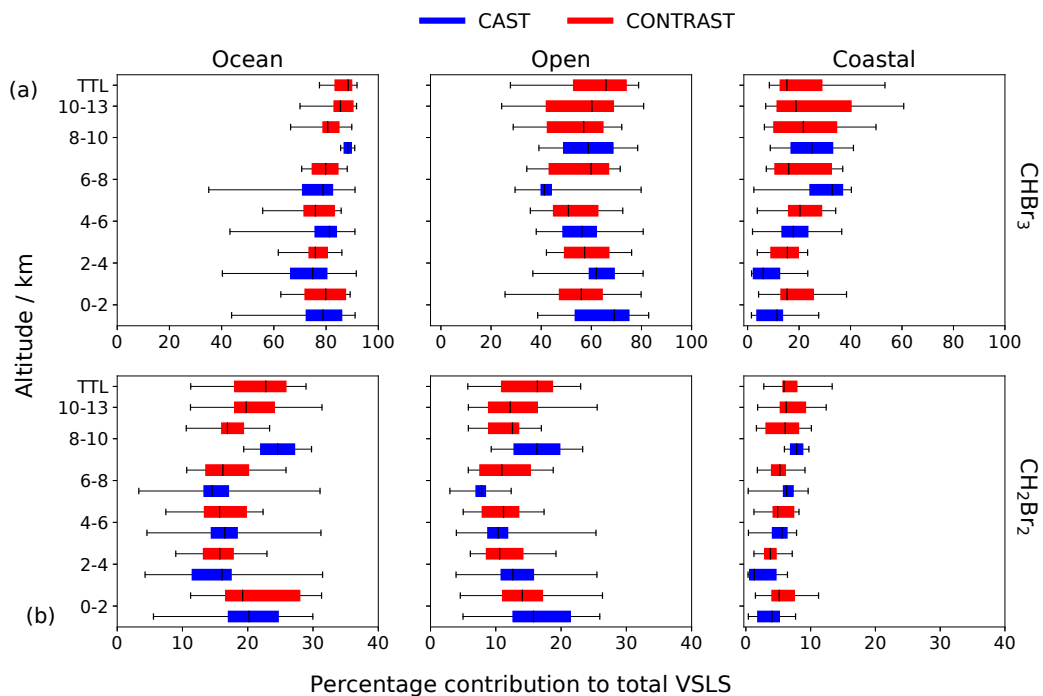 CAST CONTRAST
Ocean Open Coastal
(a)
TTL
10-13
8-10
6-8
4-6
2-4
0-2
CHBr₃
0 20 40 60 80 100 0 20 40 60 80 100 0 20 40 60 80 100
Altitude / km
TTL
10-13
8-10
6-8
4-6
2-4
0-2
CH₂Br₂
(b)
0 10 20 30 40 0 10 20 30 40 0 10 20 30 40
Percentage contribution to total VSLS